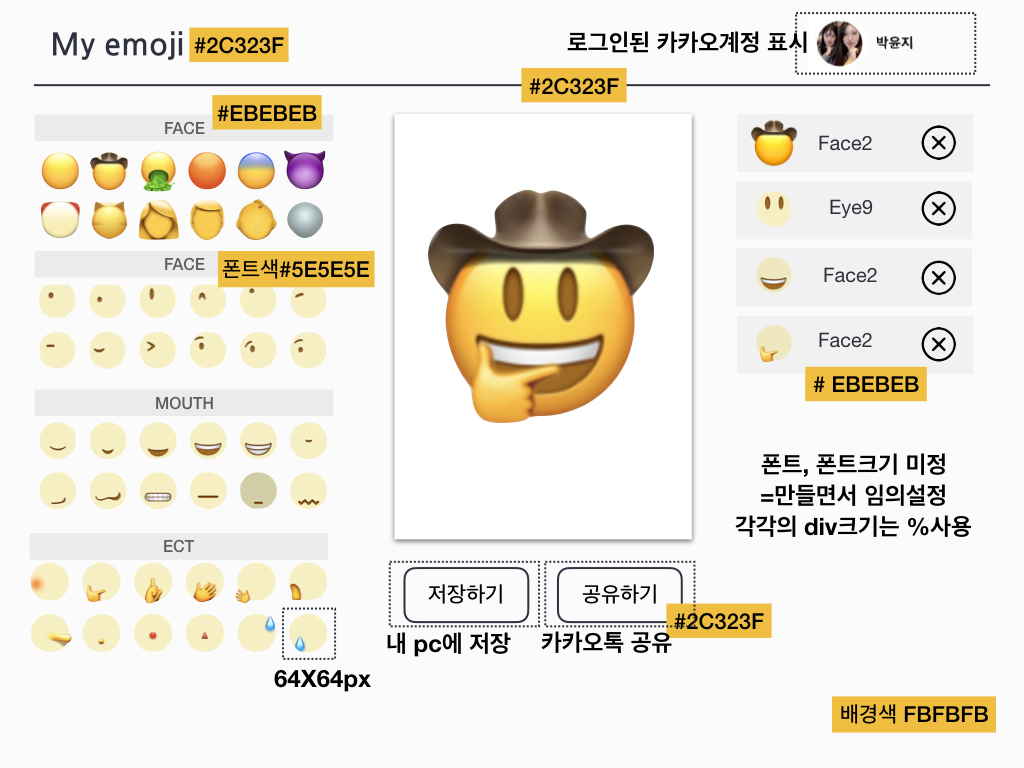 My emoji #2C323F
로그인된 카카오계정 표시
박윤지
#2C323F
#EBEBEB
FACE
FACE
폰트색#5E5E5E
MOUTH
ECT
64X64px
저장하기
공유하기
#2C323F
내 pc에 저장
카카오톡 공유
Face2
Eye9
Face2
Face2
# EBEBEB
폰트, 폰트크기 미정
=만들면서 임의설정
각각의 div크기는 %사용
배경색 FBFBFB